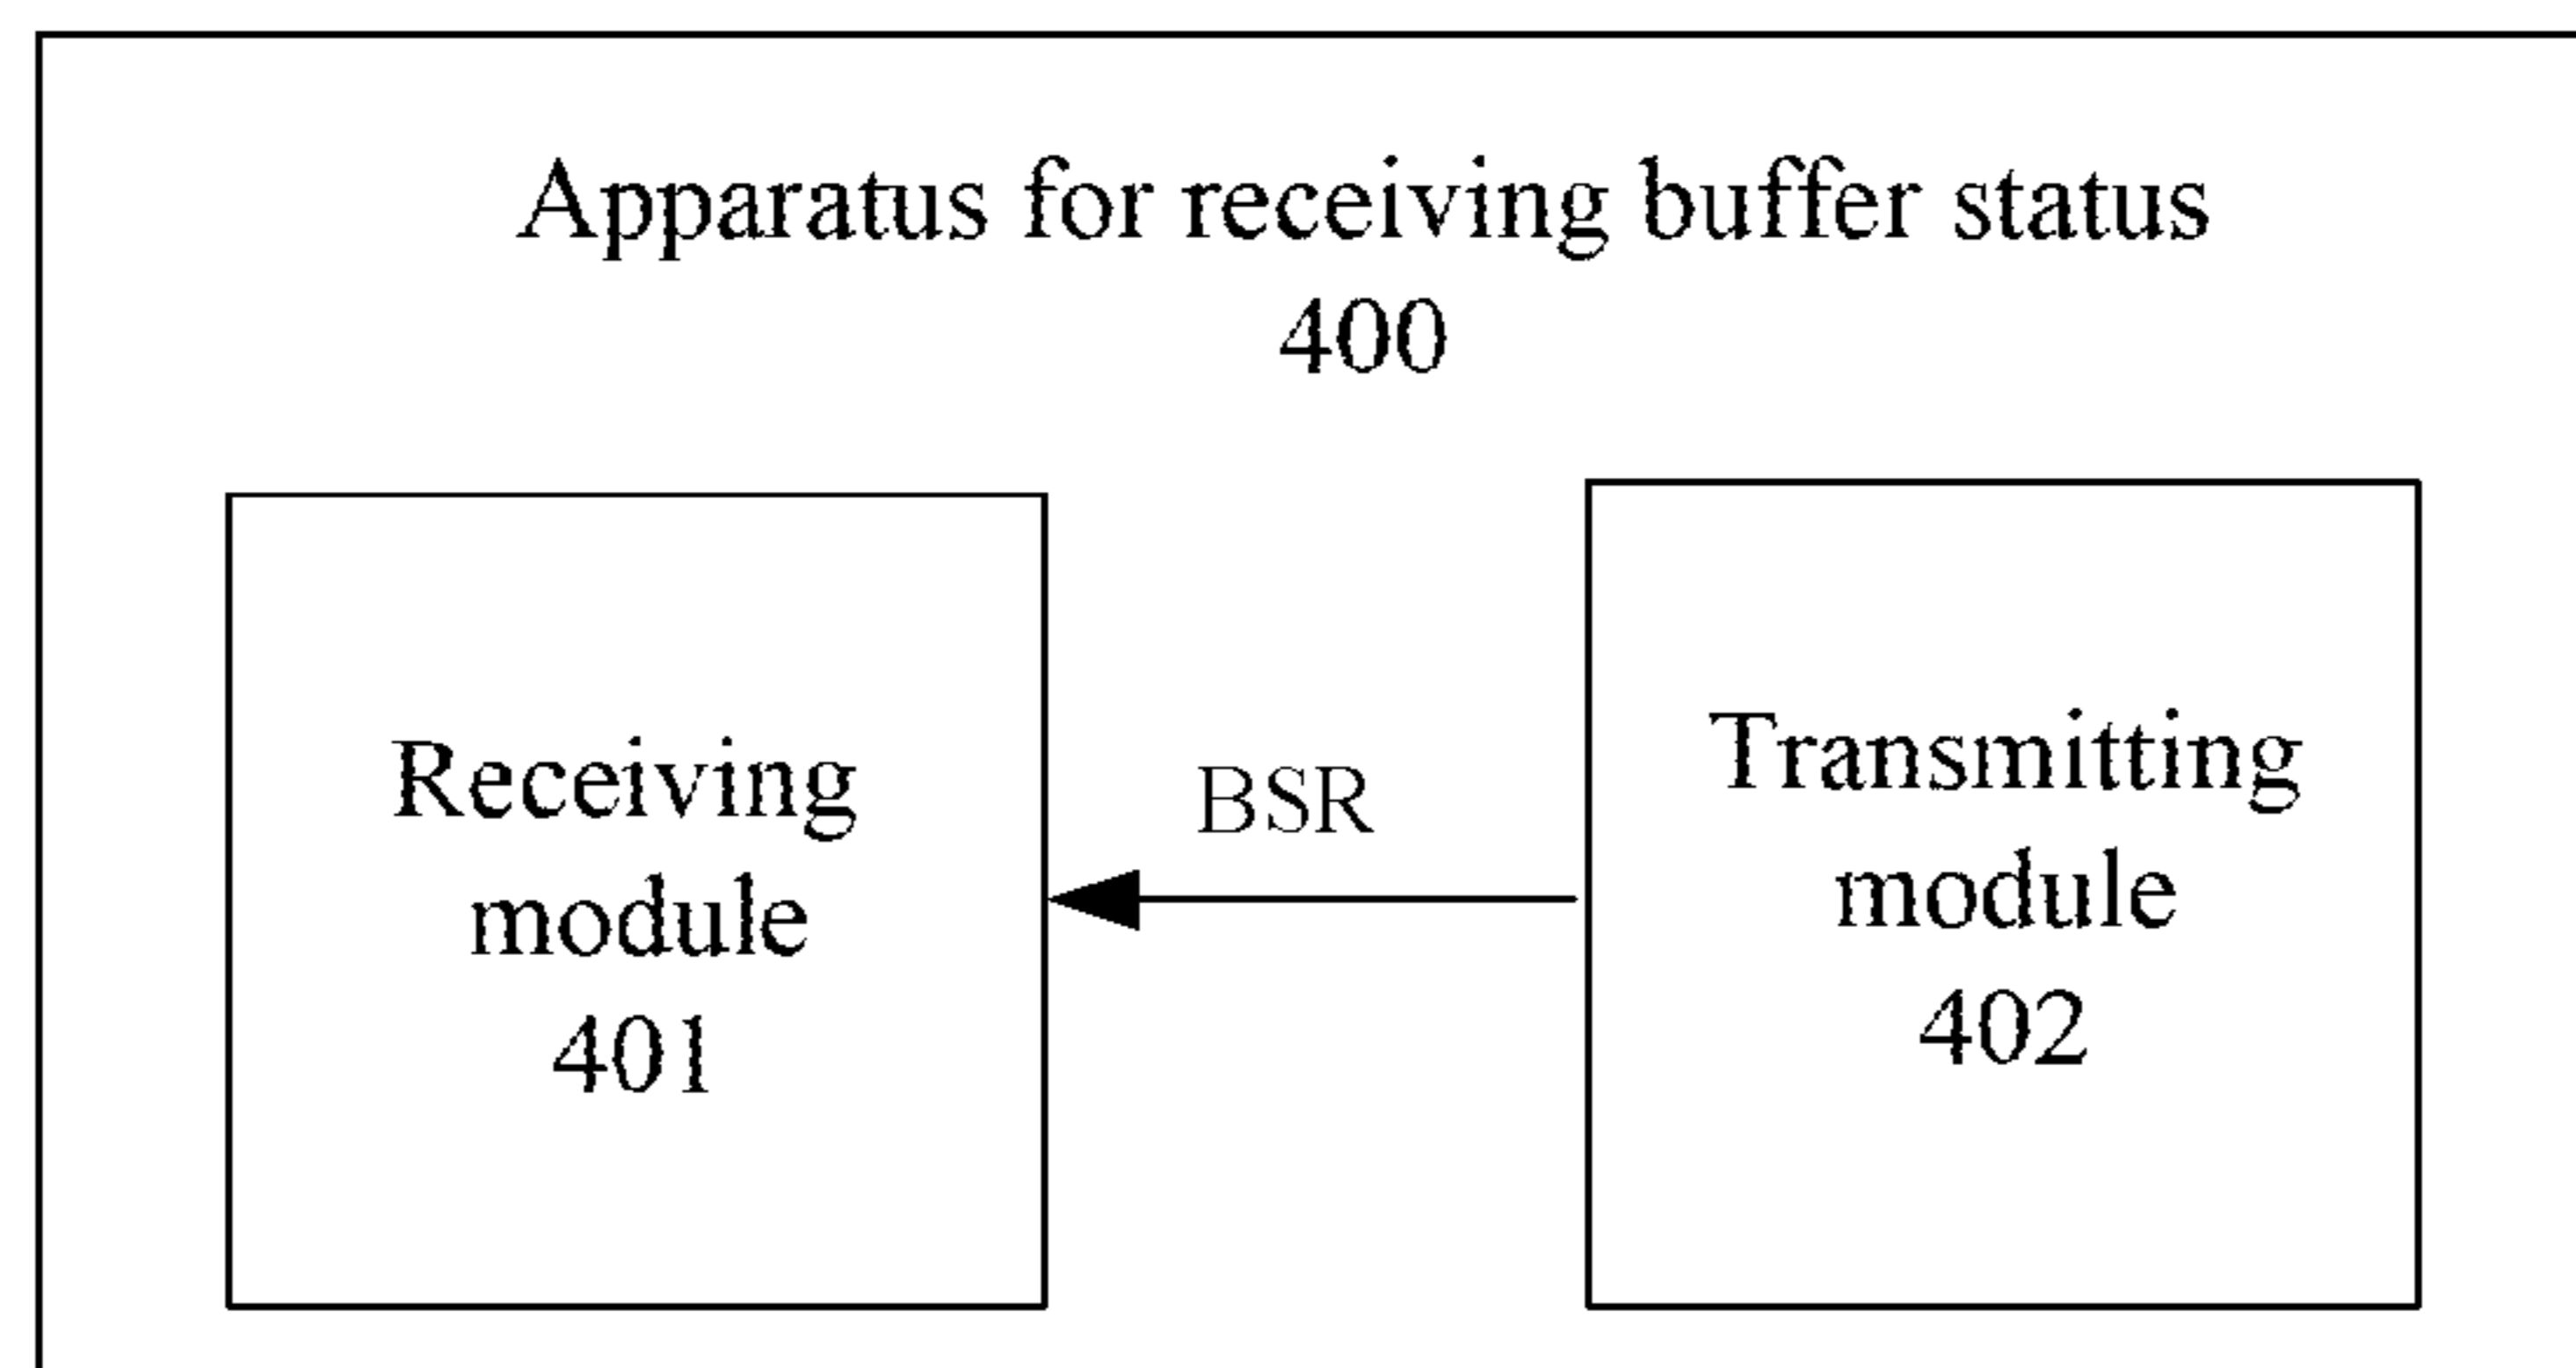 Apparatus for receiving buffer status
400
Receiving
module
401
BSR
Transmitting
module
402